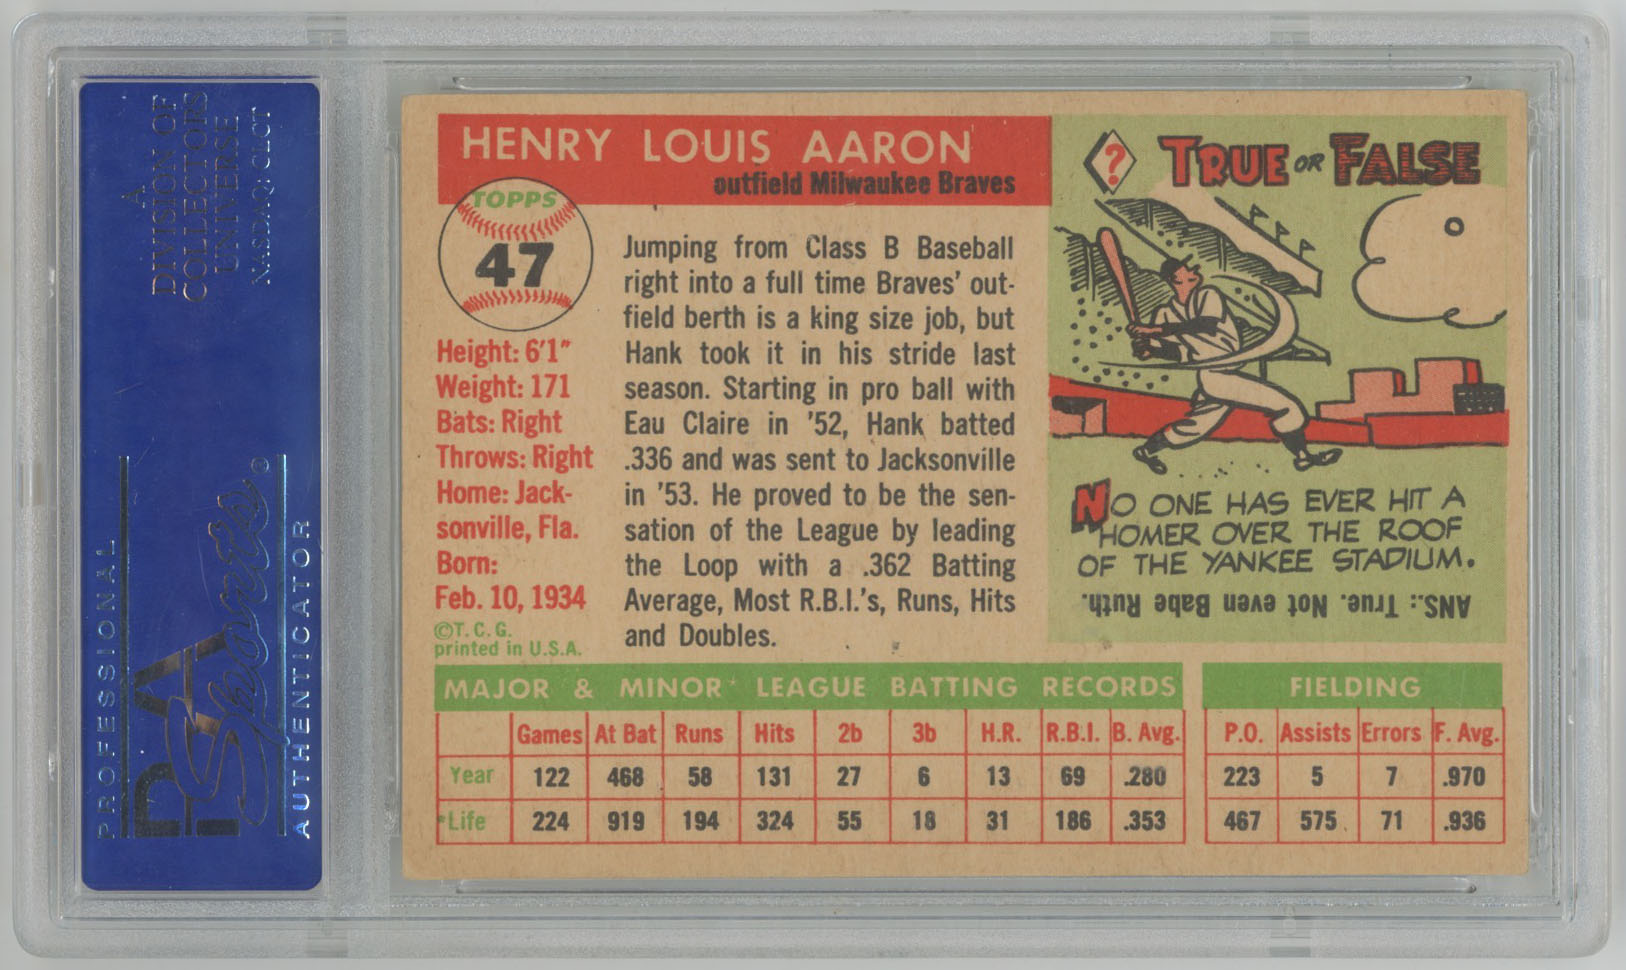 A
DIVISION OF
COLLECTORS
UNIVERSE
NASDAQ: CLCT
PROFESSIONAL
PSA
Sports®
AUTHENTICATOR
HENRY LOUIS AARON
outfield Milwaukee Braves
TOPPS
47
Height: 6'1"
Weight: 171
Bats: Right
Throws: Right
Home: Jack-
sonville, Fla.
Born:
Feb. 10, 1934
©T. C. G.
printed in U.S.A.
Jumping from Class B Baseball
right into a full time Braves' out-
field berth is a king size job, but
Hank took it in his stride last
season. Starting in pro ball with
Eau Claire in '52, Hank batted
.336 and was sent to Jacksonville
in '53. He proved to be the sen-
sation of the League by leading
the Loop with a .362 Batting
Average, Most R.B.I.'s, Runs, Hits
and Doubles.
?
TRUE OR FALSE
NO ONE HAS EVER HIT A
HOMER OVER THE ROOF
OF THE YANKEE STADIUM.
ANS.: True. Not even Babe Ruth.
MAJOR & MINOR LEAGUE BATTING RECORDS
Games At Bat Runs Hits 2b 3b H.R. R.B.I. B. Avg.
Year 122 468 58 131 27 6 13 69 .280
*Life 224 919 194 324 55 18 31 186 .353
FIELDING
P.O. Assists Errors F. Avg.
223 5 7 .970
467 575 71 .936